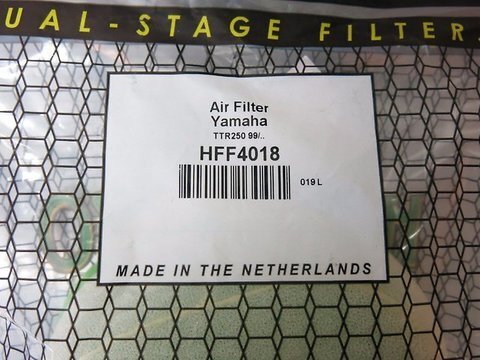 UAL-STAGE FILTERS
Air Filter
Yamaha
TTR250 99/..
HFF4018
019 L
MADE IN THE NETHERLANDS